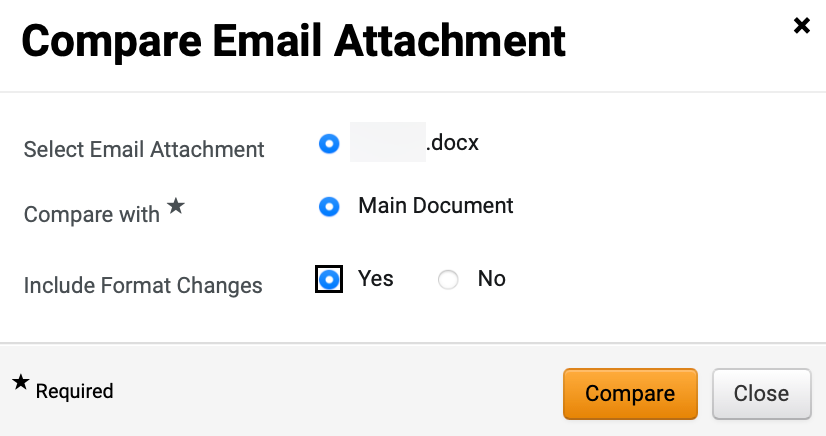 Compare Email Attachment ×
Select Email Attachment .docx
Compare with ★ Main Document
Include Format Changes Yes No
★ Required Compare Close